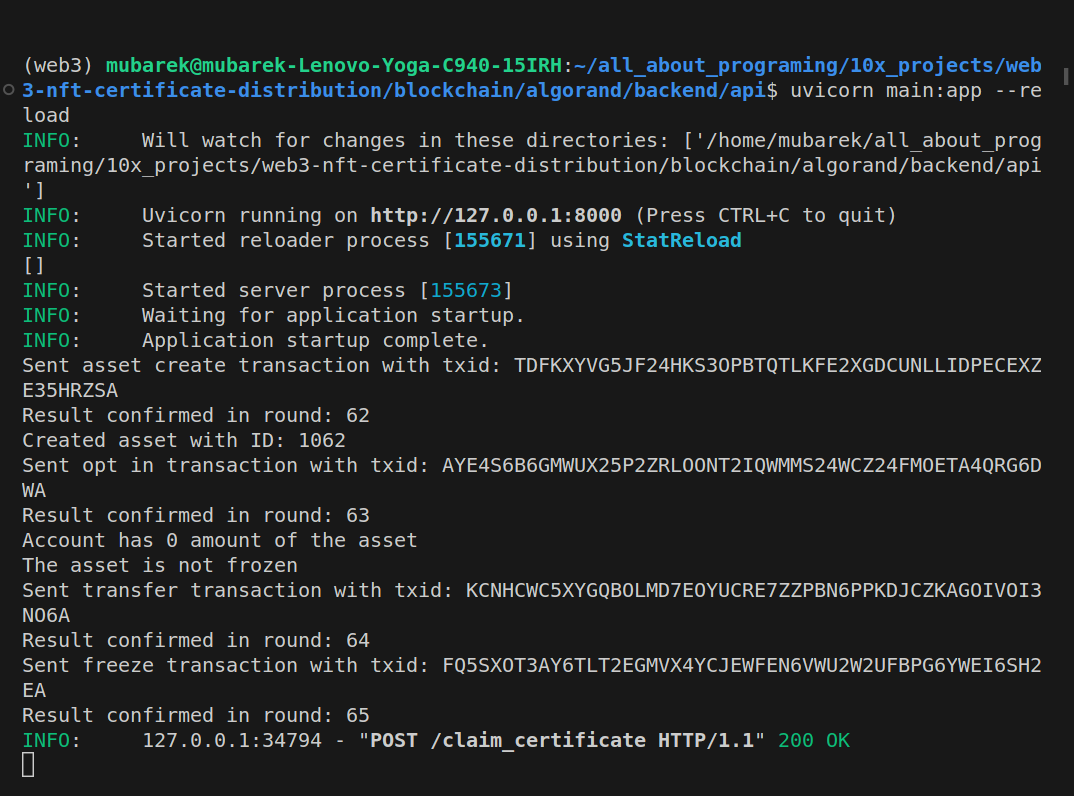 (web3) mubarek@mubarek-Lenovo-Yoga-C940-15IRH:~/all_about_programing/10x_projects/web
3-nft-certificate-distribution/blockchain/algorand/backend/api$ uvicorn main:app --re
load
INFO:     Will watch for changes in these directories: ['/home/mubarek/all_about_prog
raming/10x_projects/web3-nft-certificate-distribution/blockchain/algorand/backend/api
']
INFO:     Uvicorn running on http://127.0.0.1:8000 (Press CTRL+C to quit)
INFO:     Started reloader process [155671] using StatReload
[]
INFO:     Started server process [155673]
INFO:     Waiting for application startup.
INFO:     Application startup complete.
Sent asset create transaction with txid: TDFKXYVG5JF24HKS3OPBTQTLKFE2XGDCUNLLIDPECEXZ
E35HRZSA
Result confirmed in round: 62
Created asset with ID: 1062
Sent opt in transaction with txid: AYE4S6B6GMWUX25P2ZRLOONT2IQWMMS24WCZ24FMOETA4QRG6D
WA
Result confirmed in round: 63
Account has 0 amount of the asset
The asset is not frozen
Sent transfer transaction with txid: KCNHCWC5XYGQBOLMD7EOYUCRE7ZZPBN6PPKDJCZKAGOIVOI3
NO6A
Result confirmed in round: 64
Sent freeze transaction with txid: FQ5SXOT3AY6TLT2EGMVX4YCJEWFEN6VWU2W2UFBPG6YWEI6SH2
EA
Result confirmed in round: 65
INFO:     127.0.0.1:34794 - "POST /claim_certificate HTTP/1.1" 200 OK